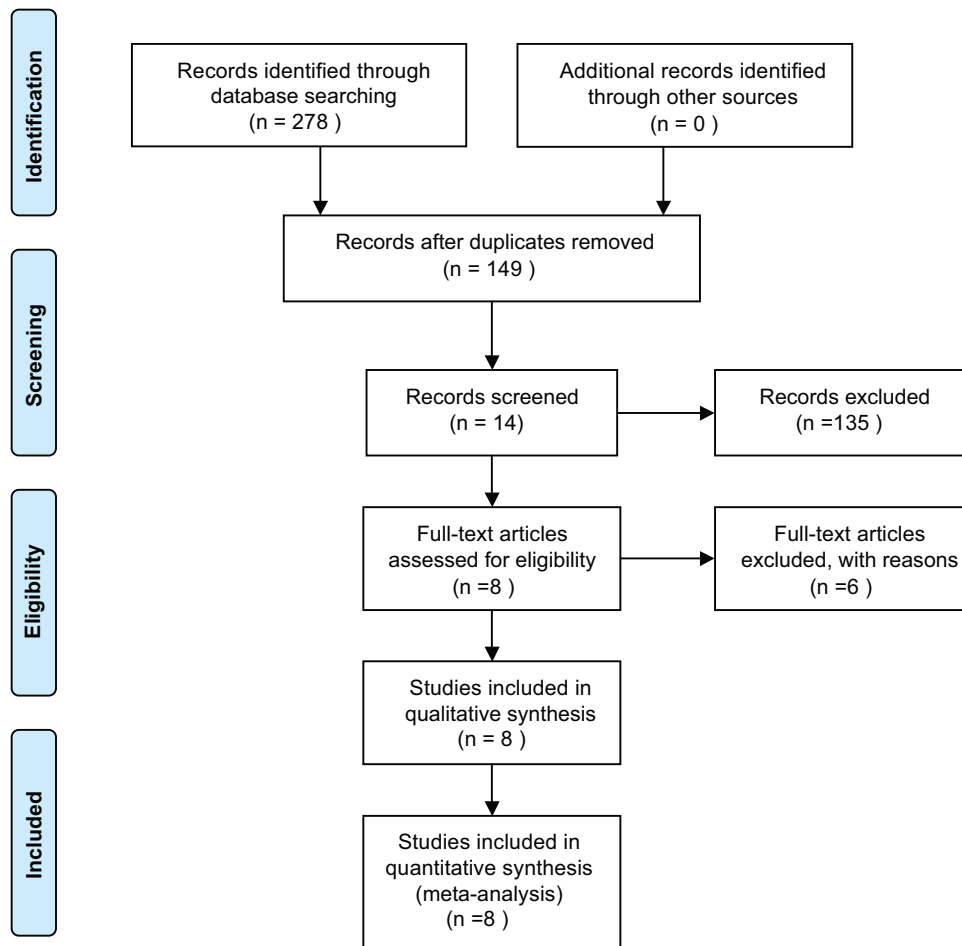 Identification
Records identified through
database searching
(n = 278 )
Additional records identified
through other sources
(n = 0 )
Records after duplicates removed
(n = 149 )
Screening
Records screened
(n = 14)
Records excluded
(n =135 )
Eligibility
Full-text articles
assessed for eligibility
(n =8 )
Full-text articles
excluded, with reasons
(n =6 )
Studies included in
qualitative synthesis
(n = 8 )
Included
Studies included in
quantitative synthesis
(meta-analysis)
(n =8 )